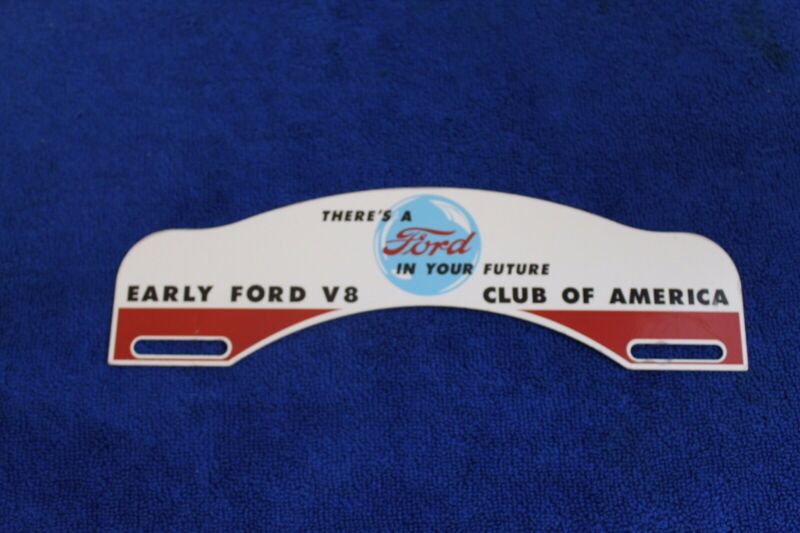 THERE'S A
Ford
IN YOUR FUTURE
EARLY FORD V8 CLUB OF AMERICA